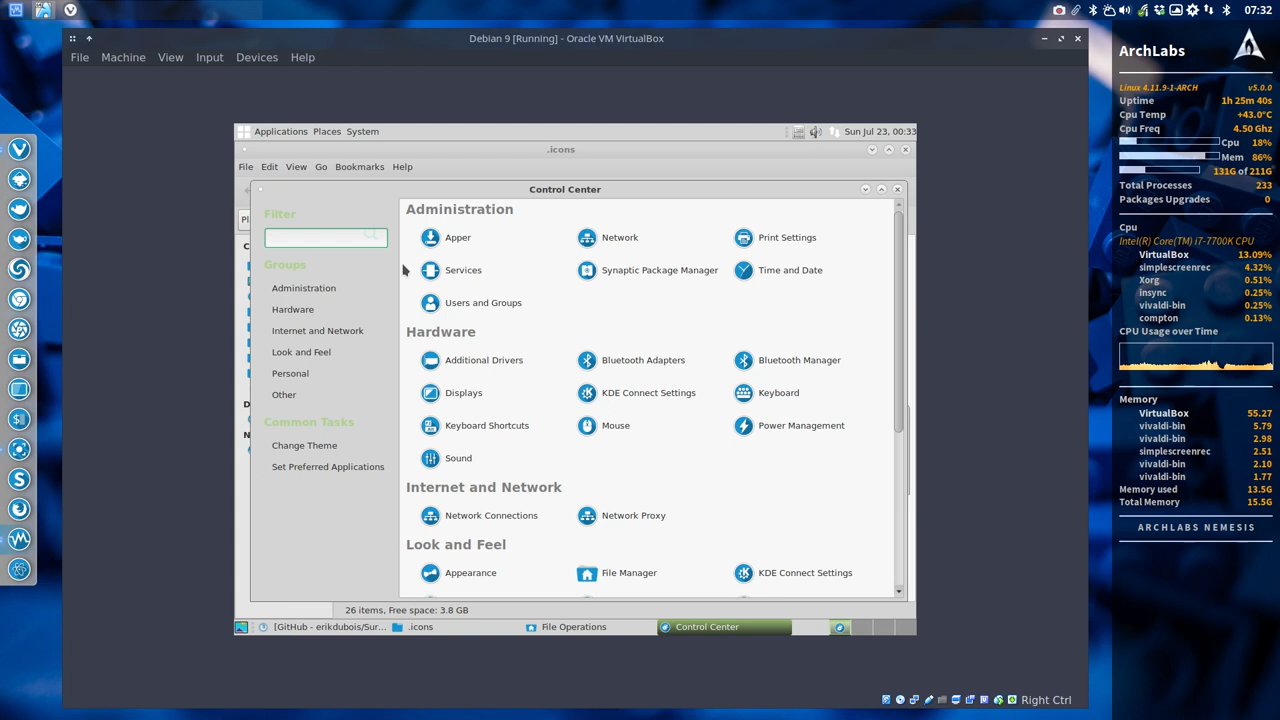 07:32
Debian 9 [Running] - Oracle VM VirtualBox
File Machine View Input Devices Help
Applications Places System
Sun Jul 23, 00:33
.icons
File Edit View Go Bookmarks Help
Control Center
Filter
Groups
Administration
Hardware
Internet and Network
Look and Feel
Personal
Other
Common Tasks
Change Theme
Set Preferred Applications
Administration
Apper Network Print Settings
Services Synaptic Package Manager Time and Date
Users and Groups
Hardware
Additional Drivers Bluetooth Adapters Bluetooth Manager
Displays KDE Connect Settings Keyboard
Keyboard Shortcuts Mouse Power Management
Sound
Internet and Network
Network Connections Network Proxy
Look and Feel
Appearance File Manager KDE Connect Settings
26 items, Free space: 3.8 GB
[GitHub - erikdubois/Sur... .icons File Operations Control Center
Right Ctrl
ArchLabs
Linux 4.11.9-1-ARCH v5.0.0
Uptime 1h 25m 40s
Cpu Temp +43.0°C
Cpu Freq 4.50 Ghz
Cpu 18%
Mem 86%
131G of 211G
Total Processes 233
Packages Upgrades 0
Cpu
Intel(R) Core(TM) i7-7700K CPU
VirtualBox 13.09%
simplescreenrec 4.32%
Xorg 0.51%
insync 0.25%
vivaldi-bin 0.25%
compton 0.13%
CPU Usage over Time
Memory
VirtualBox 55.27
vivaldi-bin 5.79
vivaldi-bin 2.98
simplescreenrec 2.51
vivaldi-bin 2.10
vivaldi-bin 1.77
Memory used 13.5G
Total Memory 15.5G
ARCHLABS NEMESIS